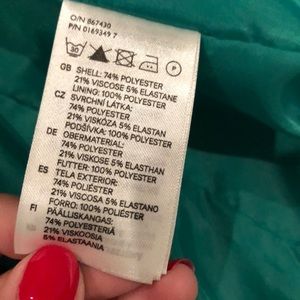 O/N 867430
P/N 0169349 7
30
P
GB SHELL: 74% POLYESTER
21% VISCOSE 5% ELASTANE
LINING: 100% POLYESTER
CZ SVRCHNÍ LÁTKA:
74% POLYESTER
21% VISKÓZA 5% ELASTAN
PODŠÍVKA: 100% POLYESTER
DE OBERMATERIAL:
74% POLYESTER
21% VISKOSE 5% ELASTHAN
FUTTER: 100% POLYESTER
ES TELA EXTERIOR:
74% POLIÉSTER
21% VISCOSA 5% ELASTANO
FORRO: 100% POLIÉSTER
FI PÄÄLLISKANGAS:
74% POLYESTERIÄ
21% VISKOOSIA
5% ELASTAANIA